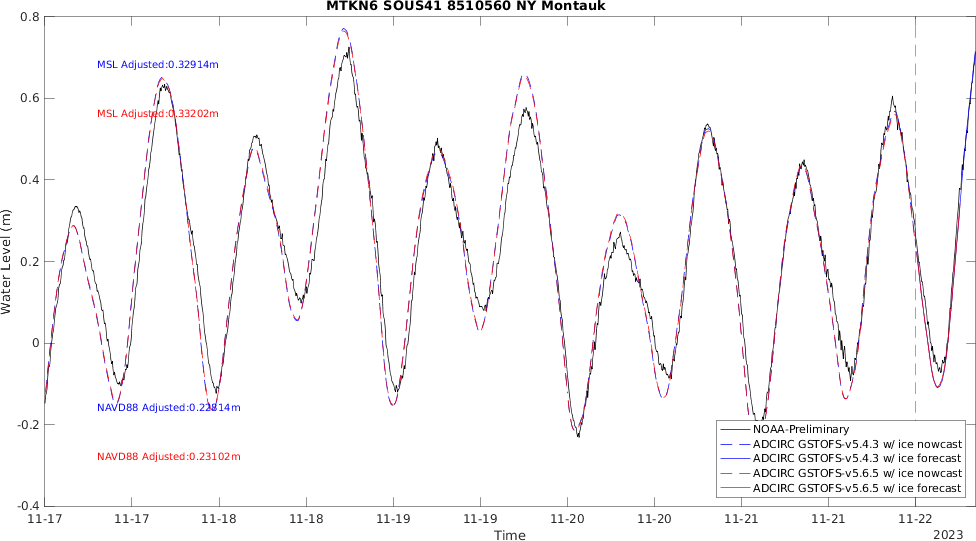 MTKN6 SOUS41 8510560 NY Montauk
0.8
0.6
0.4
0.2
0
-0.2
-0.4
Water Level (m)
MSL Adjusted:0.32914m
MSL Adjusted:0.33202m
NAVD88 Adjusted:0.22814m
NAVD88 Adjusted:0.23102m
NOAA-Preliminary
ADCIRC GSTOFS-v5.4.3 w/ ice nowcast
ADCIRC GSTOFS-v5.4.3 w/ ice forecast
ADCIRC GSTOFS-v5.6.5 w/ ice nowcast
ADCIRC GSTOFS-v5.6.5 w/ ice forecast
11-17 11-17 11-18 11-18 11-19 11-19 11-20 11-20 11-21 11-21 11-22
Time
2023